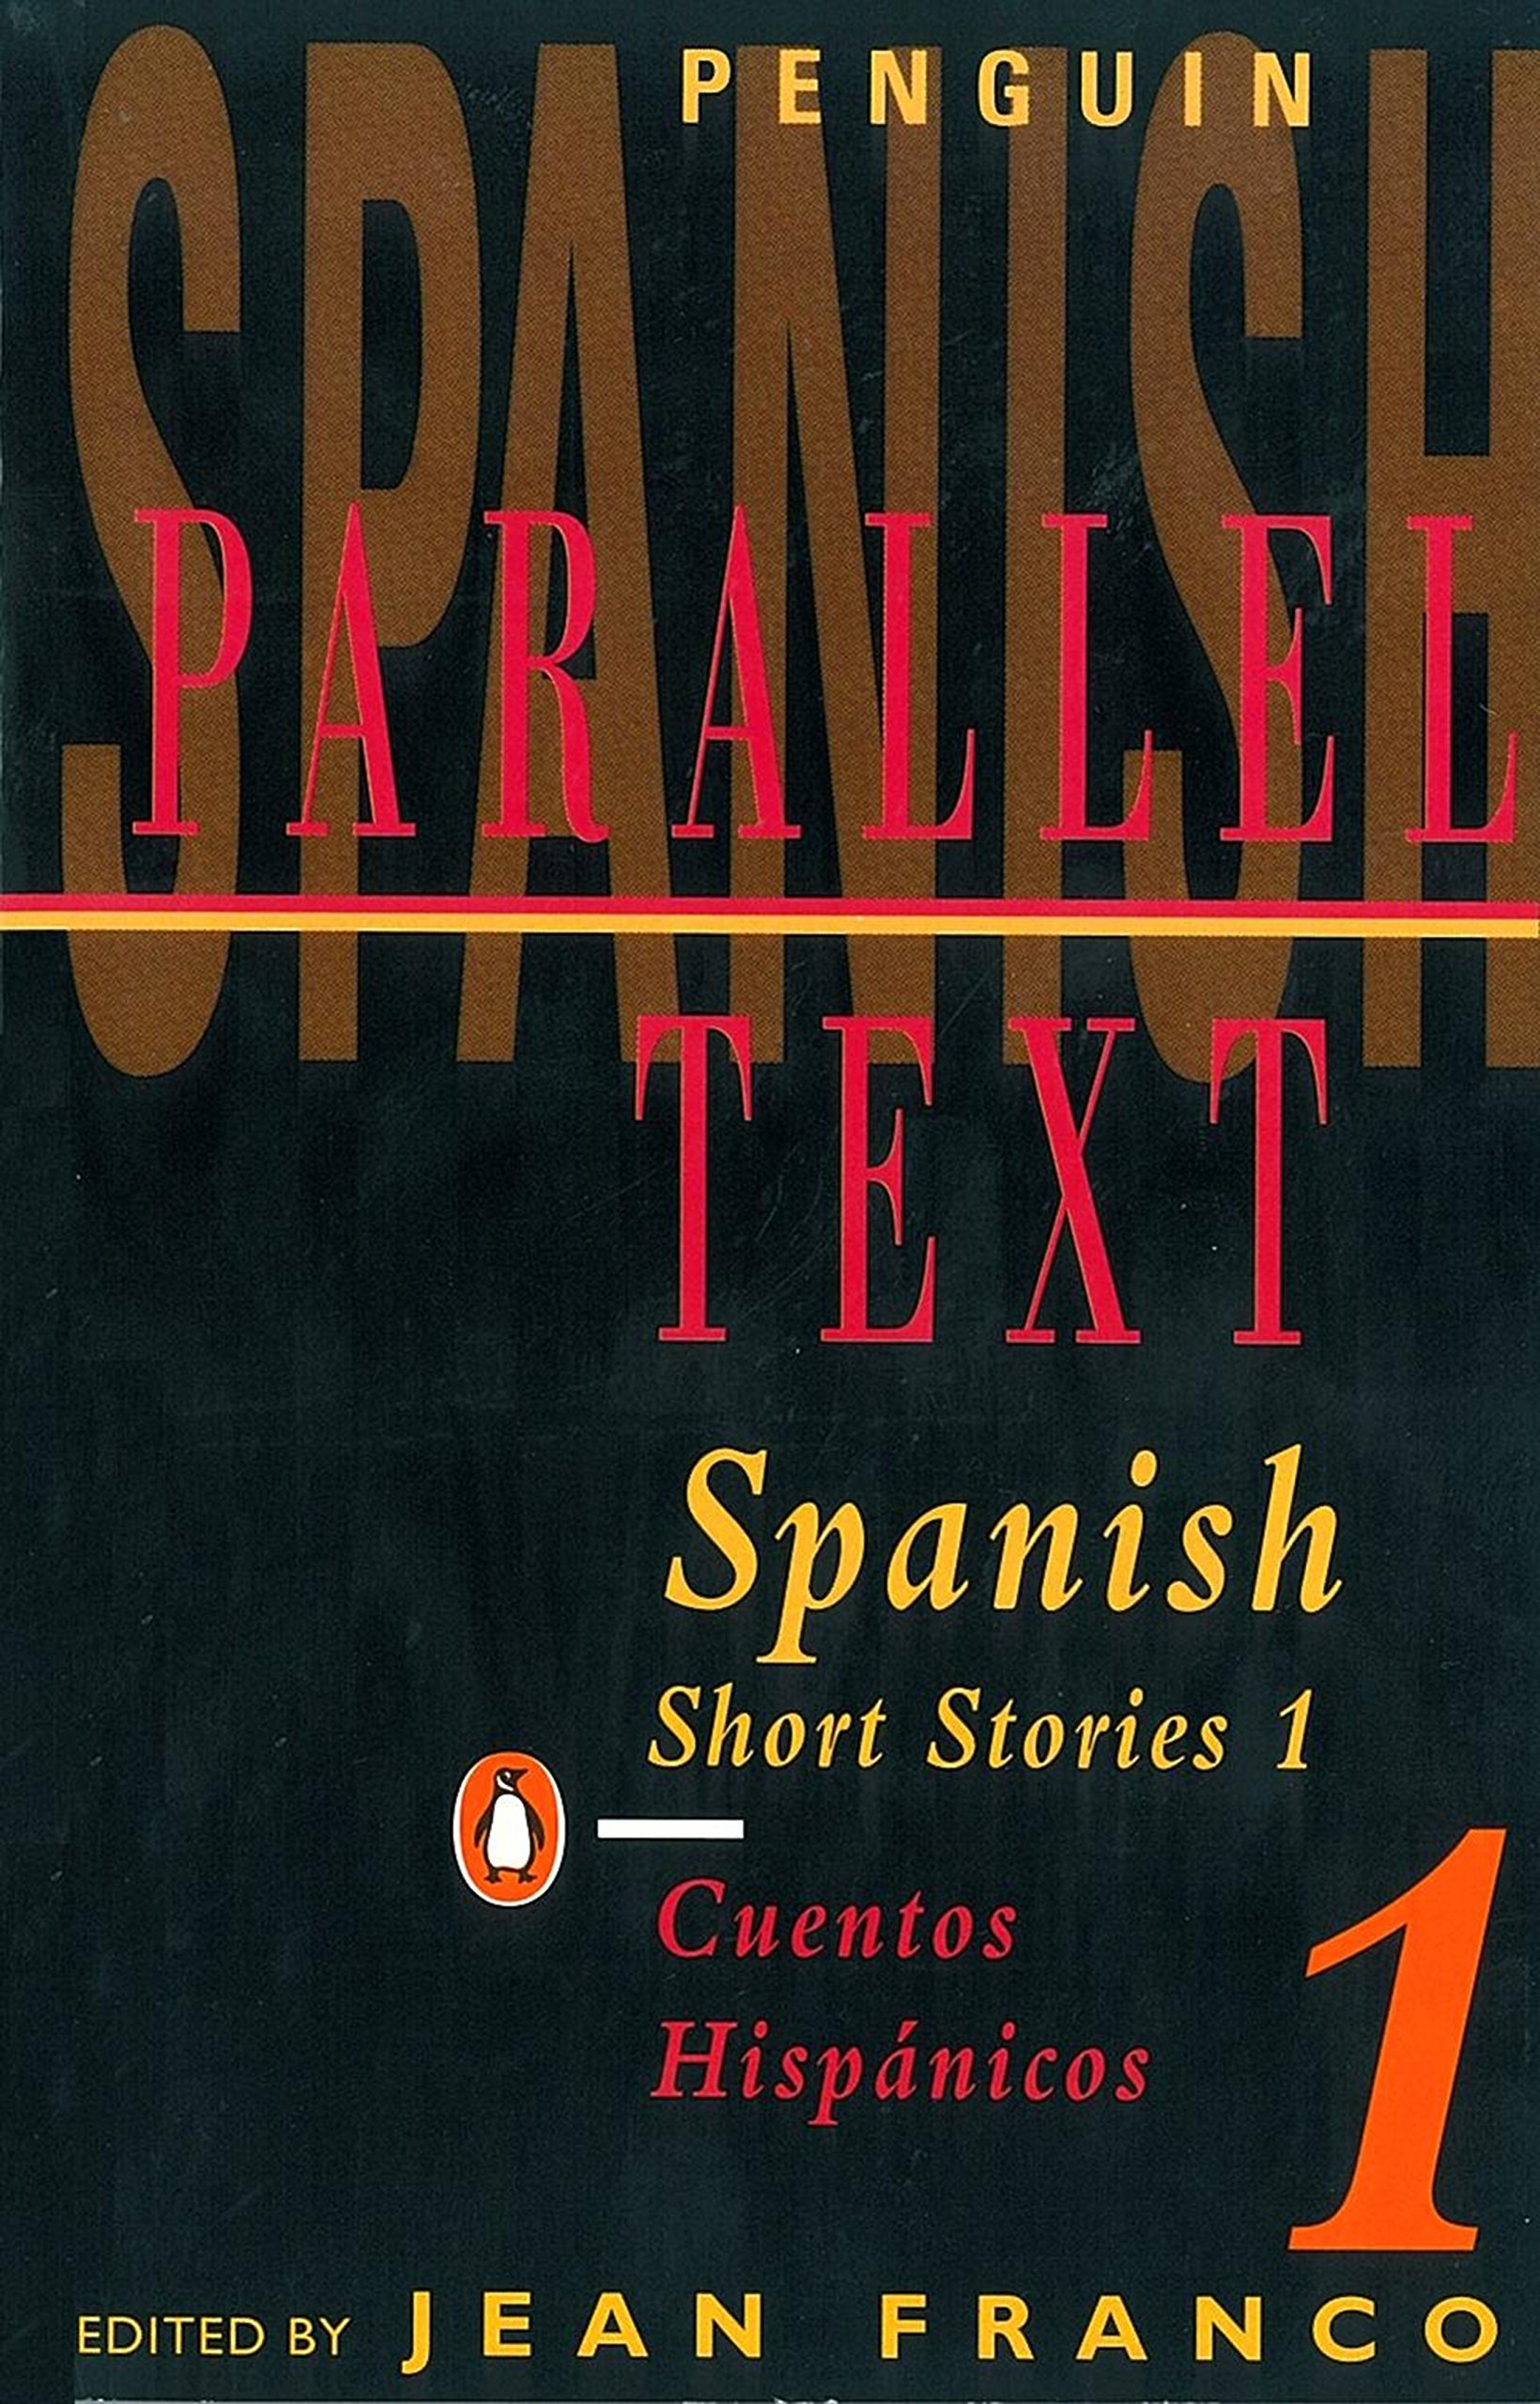 PENGUIN
SPANISH
PARALLEL
TEXT
Spanish
Short Stories 1
Cuentos
Hispánicos
1
EDITED BY JEAN FRANCO